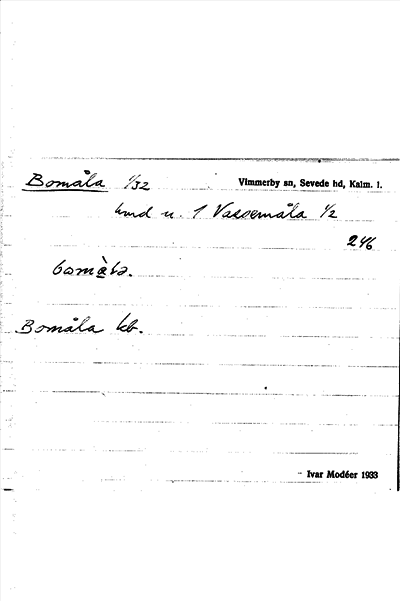 Bomåla 1/32 Vimmerby sn, Sevede hd, Kalm. l.
und u. 1 Vassemåla 1/2
246
Bomåla kb.
Ivar Modéer 1933